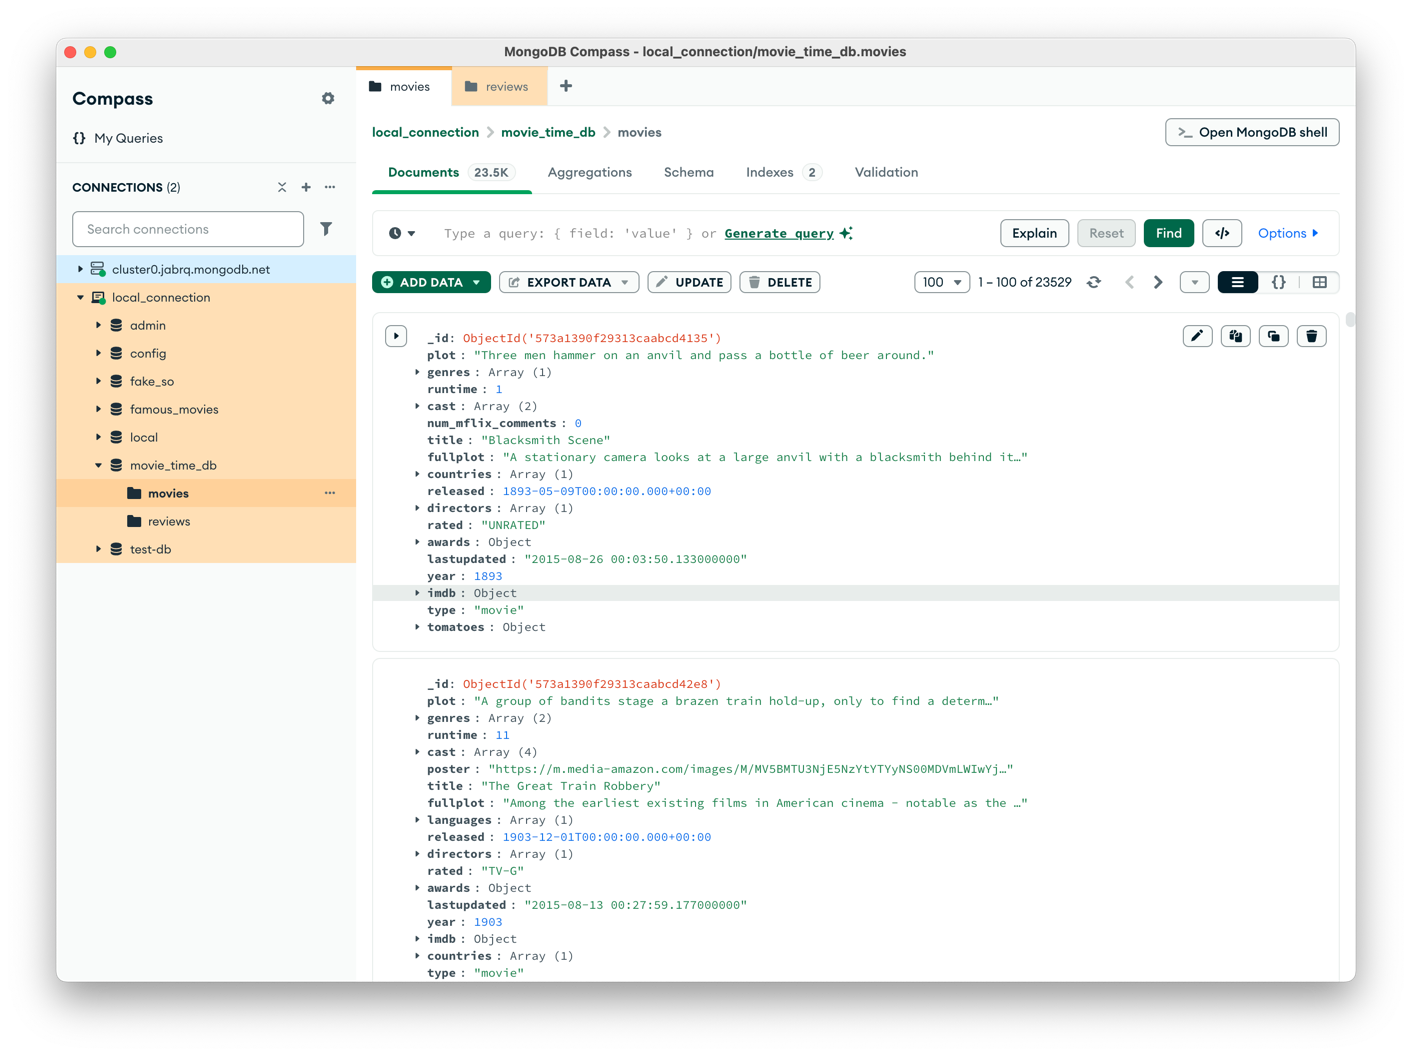 MongoDB Compass - local_connection/movie_time_db.movies
Compass
{} My Queries
CONNECTIONS (2)
Search connections
cluster0.jabrq.mongodb.net
local_connection
admin
config
fake_so
famous_movies
local
movie_time_db
movies
reviews
test-db
movies
reviews
local_connection > movie_time_db > movies
>_ Open MongoDB shell
Documents 23.5K Aggregations Schema Indexes 2 Validation
Type a query: { field: 'value' } or Generate query
Explain Reset Find </> Options
ADD DATA EXPORT DATA UPDATE DELETE 100 1 – 100 of 23529 {}
_id: ObjectId('573a1390f29313caabcd4135')
plot : "Three men hammer on an anvil and pass a bottle of beer around."
genres : Array (1)
runtime : 1
cast : Array (2)
num_mflix_comments : 0
title : "Blacksmith Scene"
fullplot : "A stationary camera looks at a large anvil with a blacksmith behind it…"
countries : Array (1)
released : 1893-05-09T00:00:00.000+00:00
directors : Array (1)
rated : "UNRATED"
awards : Object
lastupdated : "2015-08-26 00:03:50.133000000"
year : 1893
imdb : Object
type : "movie"
tomatoes : Object
_id: ObjectId('573a1390f29313caabcd42e8')
plot : "A group of bandits stage a brazen train hold-up, only to find a determ…"
genres : Array (2)
runtime : 11
cast : Array (4)
poster : "https://m.media-amazon.com/images/M/MV5BMTU3NjE5NzYtYTYyNS00MDVmLWIwYj…"
title : "The Great Train Robbery"
fullplot : "Among the earliest existing films in American cinema - notable as the …"
languages : Array (1)
released : 1903-12-01T00:00:00.000+00:00
directors : Array (1)
rated : "TV-G"
awards : Object
lastupdated : "2015-08-13 00:27:59.177000000"
year : 1903
imdb : Object
countries : Array (1)
type : "movie"